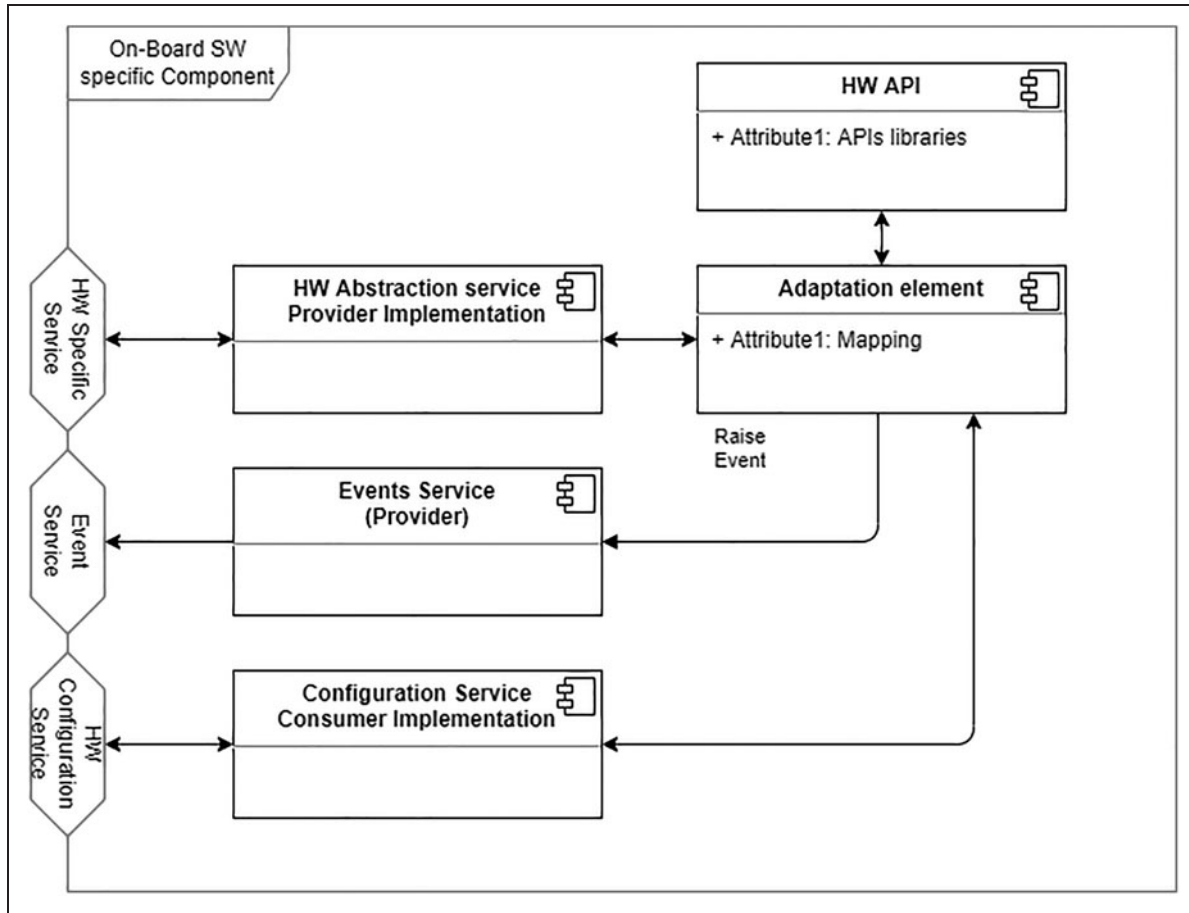 On-Board SW
specific Component
HW API
+ Attribute1: APIs libraries
HW Specific
Service
HW Abstraction service
Provider Implementation
Adaptation element
+ Attribute1: Mapping
Raise
Event
Event
Service
Events Service
(Provider)
HW
Configuration
Service
Configuration Service
Consumer Implementation